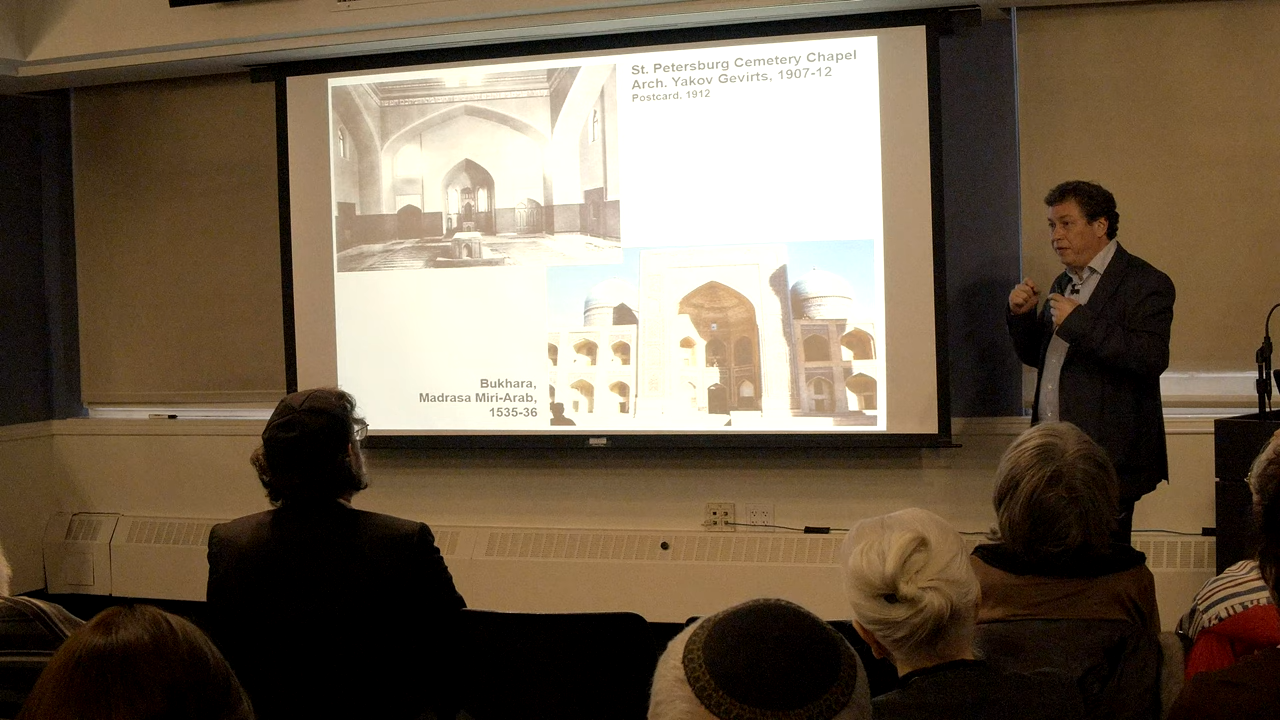 St. Petersburg Cemetery Chapel
Arch. Yakov Gevirts, 1907-12
Postcard. 1912
Bukhara,
Madrasa Miri-Arab,
1535-36